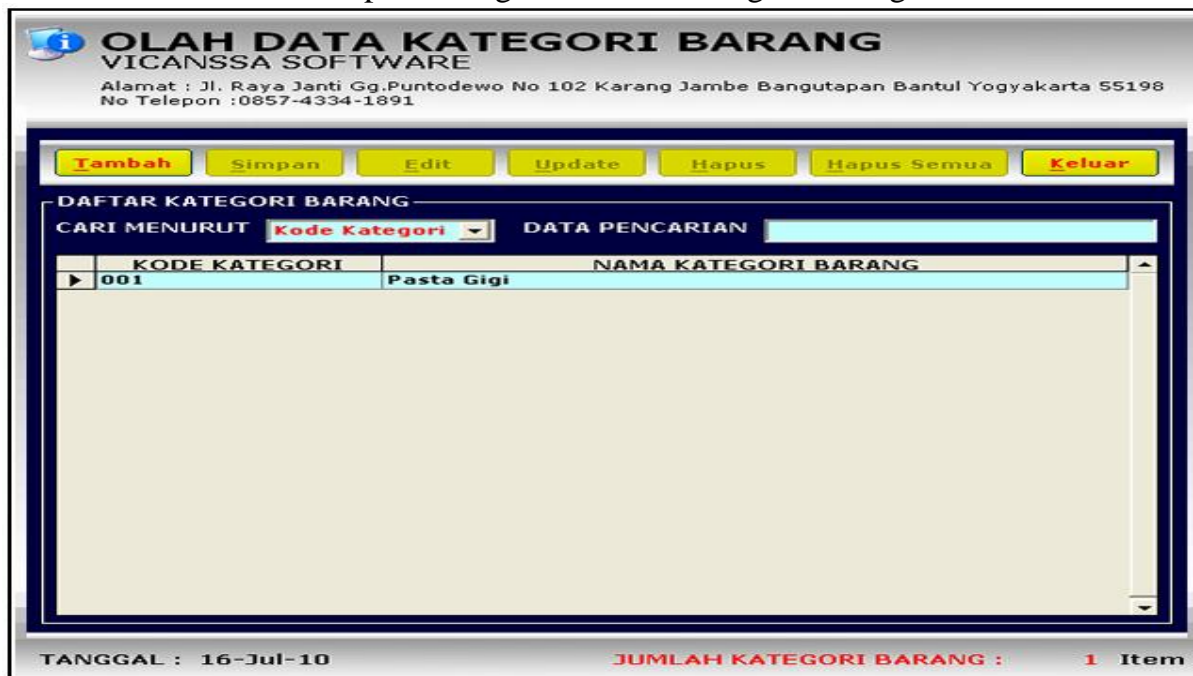 OLAH DATA KATEGORI BARANG
VICANSSA SOFTWARE
Alamat : Jl. Raya Janti Gg.Puntodewo No 102 Karang Jambe Bangutapan Bantul Yogyakarta 55198
No Telepon :0857-4334-1891
Tambah Simpan Edit Update Hapus Hapus Semua Keluar
DAFTAR KATEGORI BARANG
CARI MENURUT Kode Kategori DATA PENCARIAN
KODE KATEGORI NAMA KATEGORI BARANG
001 Pasta Gigi
TANGGAL : 16-Jul-10 JUMLAH KATEGORI BARANG : 1 Item